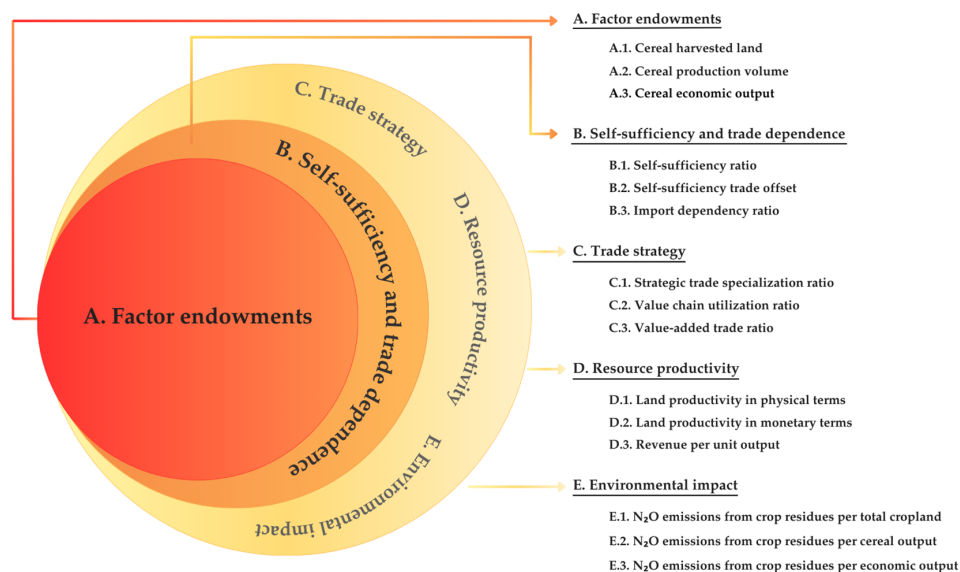 A. Factor endowments
A.1. Cereal harvested land
A.2. Cereal production volume
A.3. Cereal economic output
B. Self-sufficiency and trade dependence
B.1. Self-sufficiency ratio
B.2. Self-sufficiency trade offset
B.3. Import dependency ratio
C. Trade strategy
C.1. Strategic trade specialization ratio
C.2. Value chain utilization ratio
C.3. Value-added trade ratio
D. Resource productivity
D.1. Land productivity in physical terms
D.2. Land productivity in monetary terms
D.3. Revenue per unit output
E. Environmental impact
E.1. N₂O emissions from crop residues per total cropland
E.2. N₂O emissions from crop residues per cereal output
E.3. N₂O emissions from crop residues per economic output
A. Factor endowments
B. Self-sufficiency and trade dependence
C. Trade strategy
D. Resource productivity
E. Environmental impact